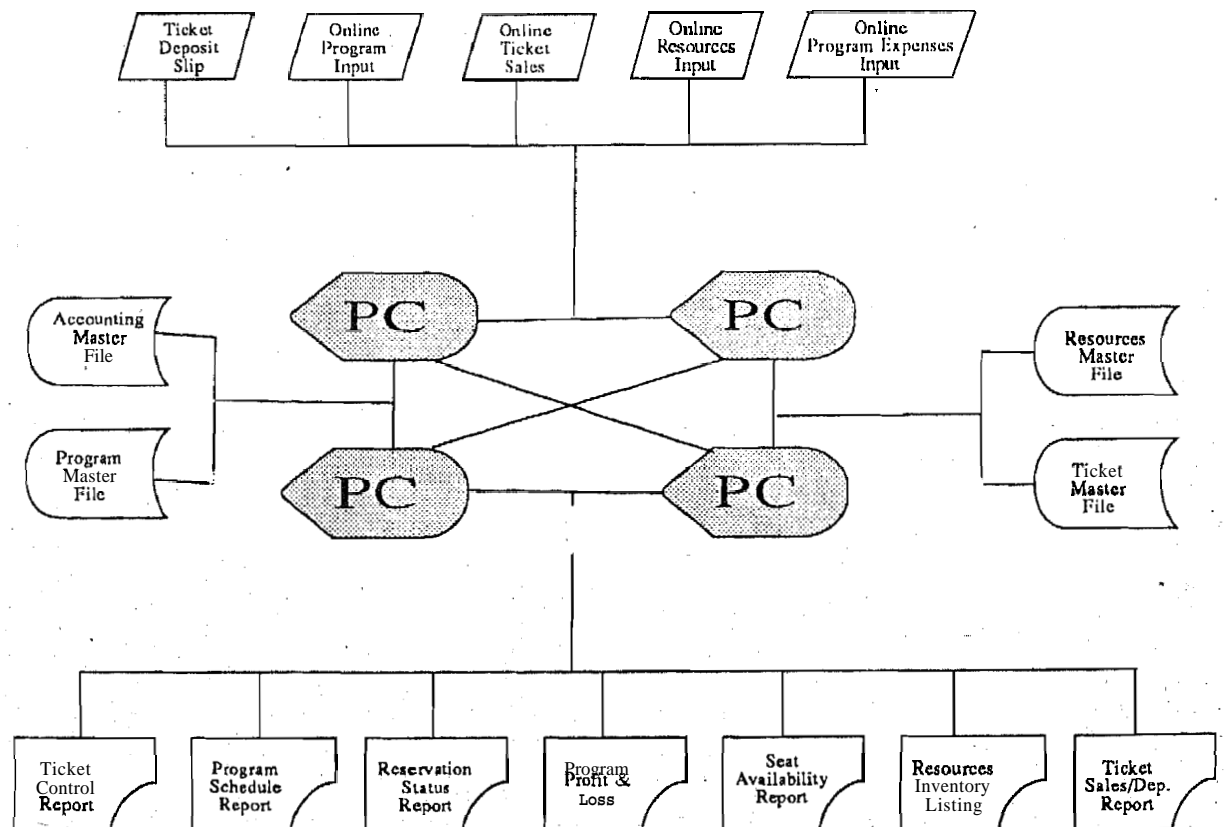 Ticket
Deposit
Slip
Online
Program
Input
Online
Ticket
Sales
Online
Resources
Input
Online
Program Expenses
Input
PC
PC
Accounting
Master
File
Resources
Master
File
Program
Master
File
PC
PC
Ticket
Master
File
Ticket
Control
Report
Program
Schedule
Report
Reservation
Status
Report
Program
Profit &
Loss
Seat
Availability
Report
Resources
Inventory
Listing
Ticket
Sales/Dep.
Report